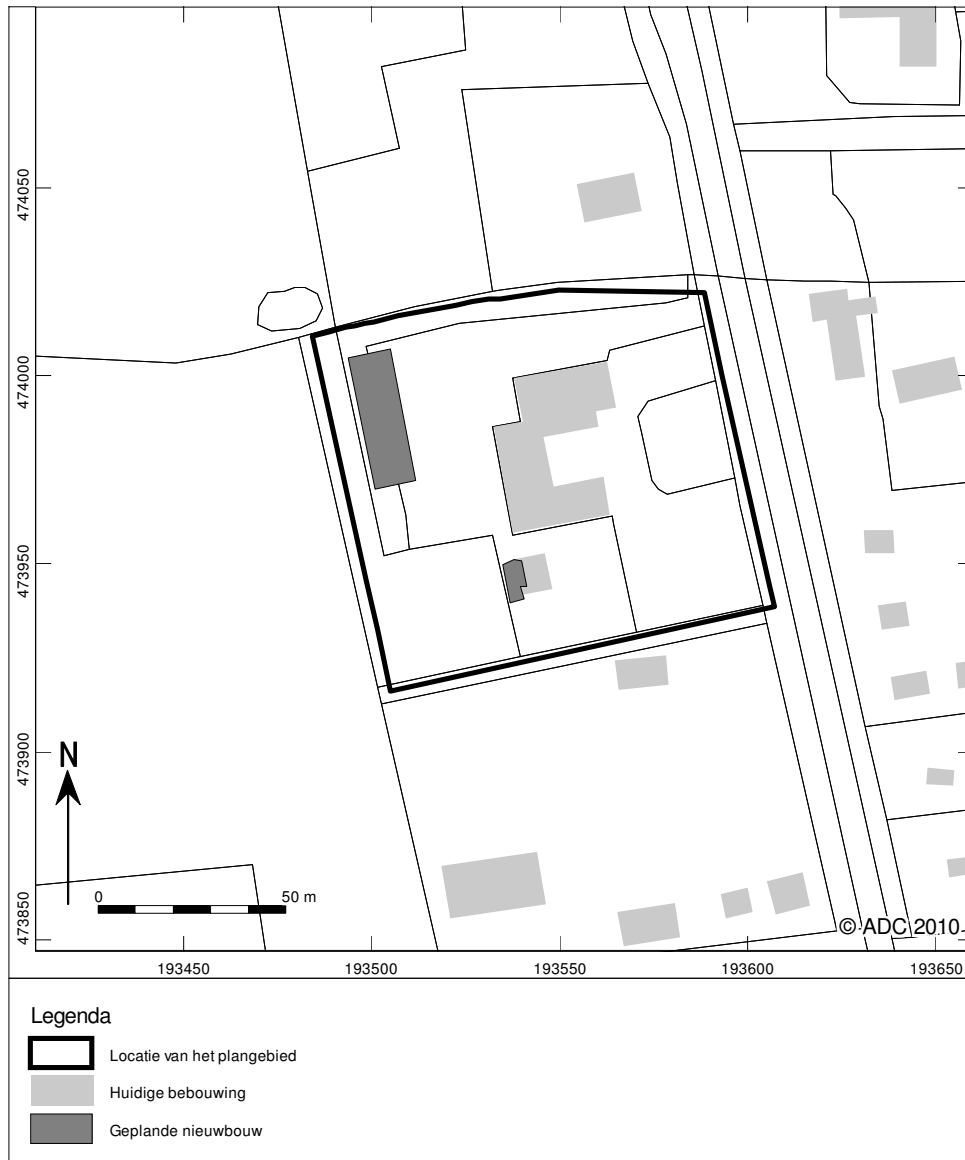 474050
474000
473950
473900
473850
N
0 50 m
© ADC 2010
193450 193500 193550 193600 193650
Legenda
Locatie van het plangebied
Huidige bebouwing
Geplande nieuwbouw